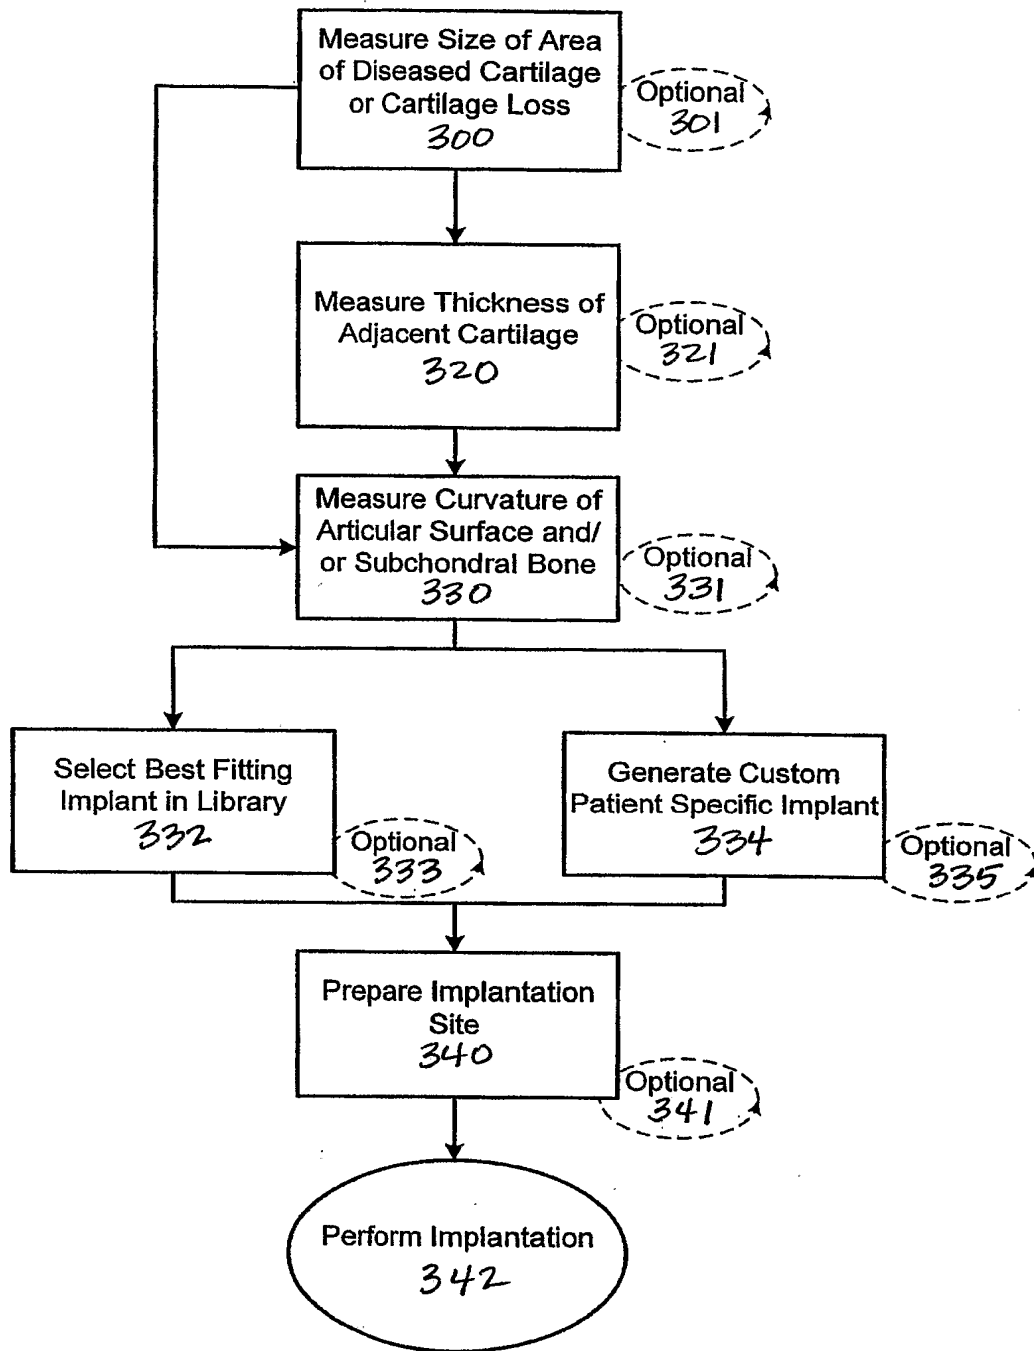 Measure Size of Area
of Diseased Cartilage
or Cartilage Loss
300
Optional
301
Measure Thickness of
Adjacent Cartilage
320
Optional
321
Measure Curvature of
Articular Surface and/
or Subchondral Bone
330
Optional
331
Select Best Fitting
Implant in Library
332
Optional
333
Generate Custom
Patient Specific Implant
334
Optional
335
Prepare Implantation
Site
340
Optional
341
Perform Implantation
342